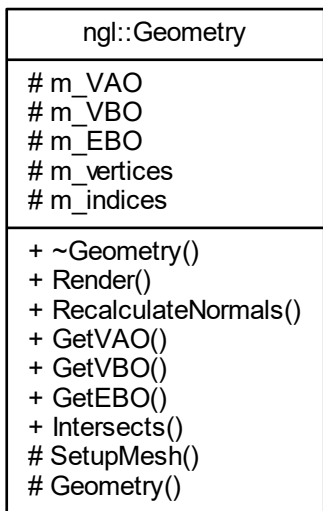 ngl::Geometry
# m_VAO
# m_VBO
# m_EBO
# m_vertices
# m_indices
+ ~Geometry()
+ Render()
+ RecalculateNormals()
+ GetVAO()
+ GetVBO()
+ GetEBO()
+ Intersects()
# SetupMesh()
# Geometry()